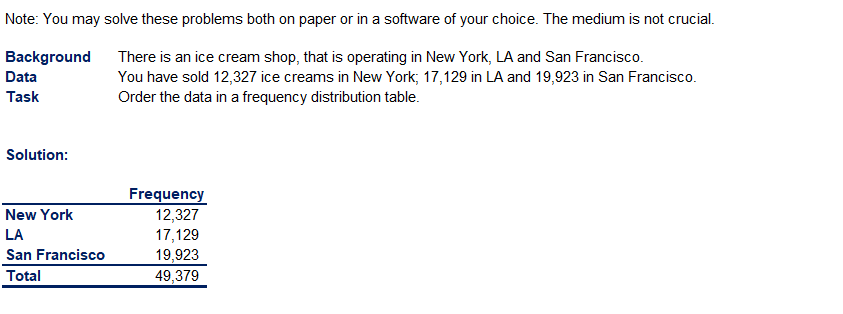 Note: You may solve these problems both on paper or in a software of your choice. The medium is not crucial.
Background There is an ice cream shop, that is operating in New York, LA and San Francisco.
Data You have sold 12,327 ice creams in New York; 17,129 in LA and 19,923 in San Francisco.
Task Order the data in a frequency distribution table.
Solution:
Frequency
New York 12,327
LA 17,129
San Francisco 19,923
Total 49,379